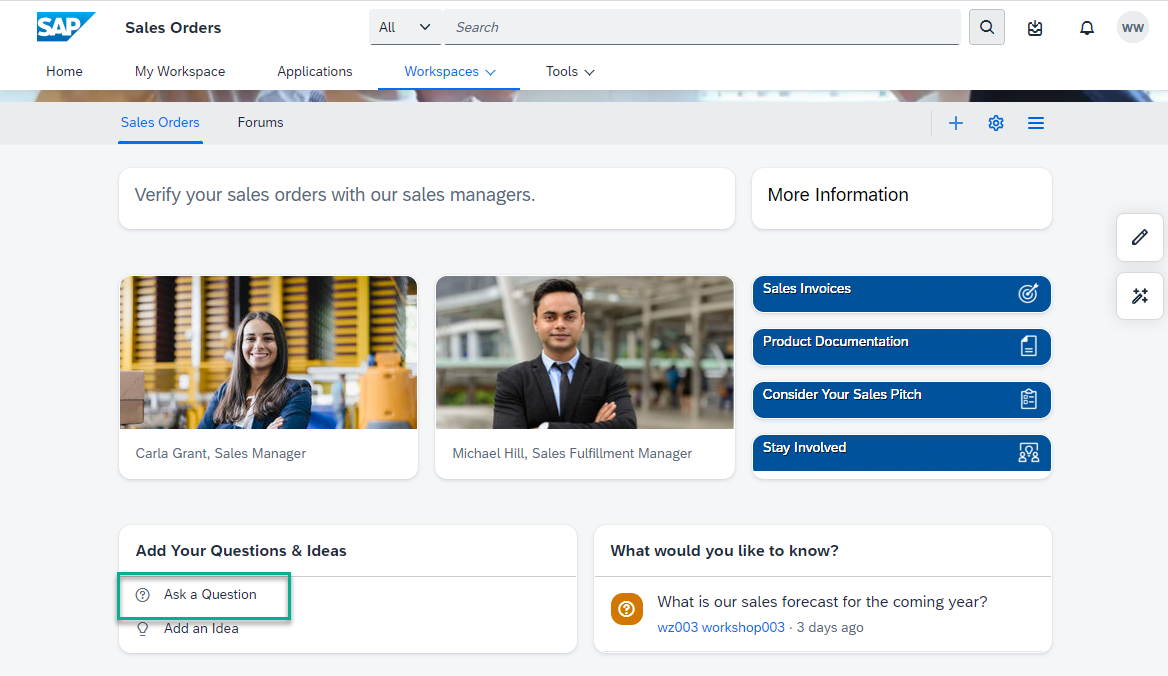 SAP
Sales Orders
All
Search
WW
Home
My Workspace
Applications
Workspaces
Tools
Sales Orders
Forums
Verify your sales orders with our sales managers.
More Information
Sales Invoices
Product Documentation
Consider Your Sales Pitch
Stay Involved
Carla Grant, Sales Manager
Michael Hill, Sales Fulfillment Manager
Add Your Questions & Ideas
Ask a Question
Add an Idea
What would you like to know?
What is our sales forecast for the coming year?
wz003 workshop003 · 3 days ago